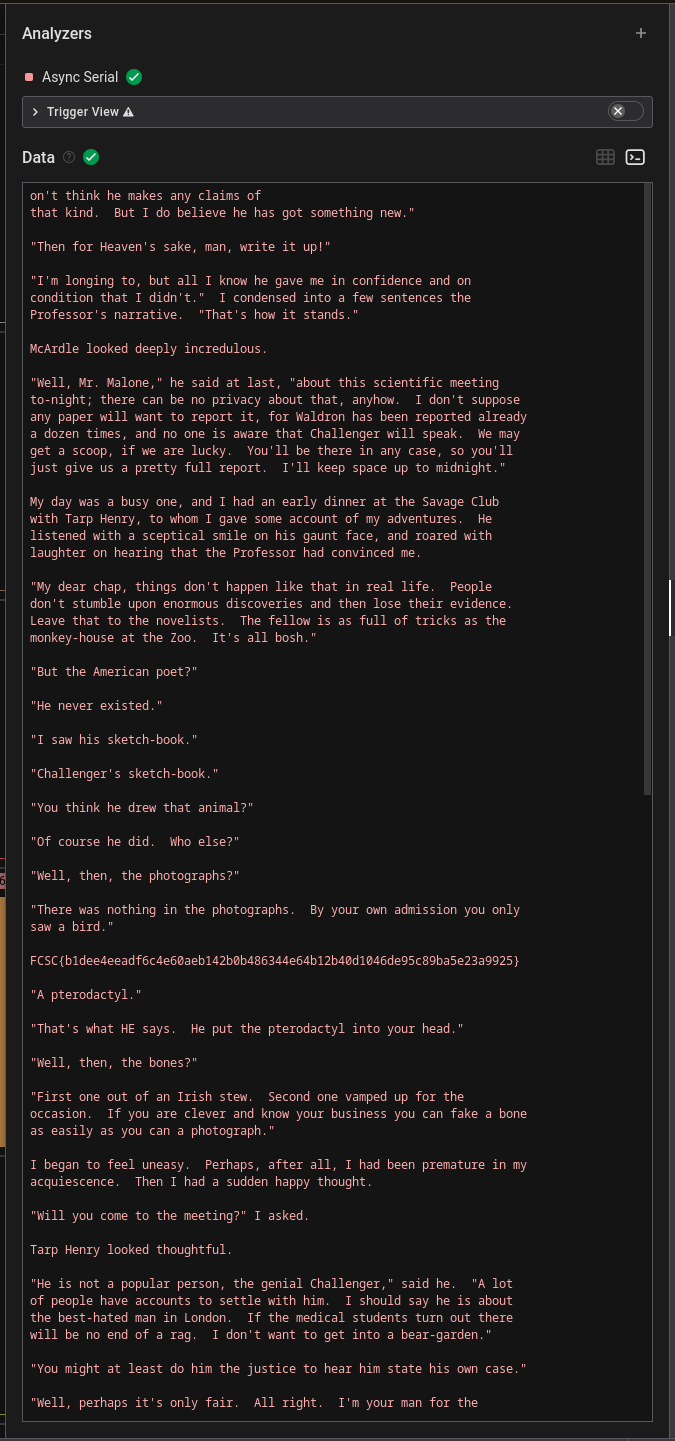 Analyzers
Async Serial
Trigger View
Data
on't think he makes any claims of
that kind.  But I do believe he has got something new."
"Then for Heaven's sake, man, write it up!"
"I'm longing to, but all I know he gave me in confidence and on
condition that I didn't."  I condensed into a few sentences the
Professor's narrative.  "That's how it stands."
McArdle looked deeply incredulous.
"Well, Mr. Malone," he said at last, "about this scientific meeting
to-night; there can be no privacy about that, anyhow.  I don't suppose
any paper will want to report it, for Waldron has been reported already
a dozen times, and no one is aware that Challenger will speak.  We may
get a scoop, if we are lucky.  You'll be there in any case, so you'll
just give us a pretty full report.  I'll keep space up to midnight."
My day was a busy one, and I had an early dinner at the Savage Club
with Tarp Henry, to whom I gave some account of my adventures.  He
listened with a sceptical smile on his gaunt face, and roared with
laughter on hearing that the Professor had convinced me.
"My dear chap, things don't happen like that in real life.  People
don't stumble upon enormous discoveries and then lose their evidence.
Leave that to the novelists.  The fellow is as full of tricks as the
monkey-house at the Zoo.  It's all bosh."
"But the American poet?"
"He never existed."
"I saw his sketch-book."
"Challenger's sketch-book."
"You think he drew that animal?"
"Of course he did.  Who else?"
"Well, then, the photographs?"
"There was nothing in the photographs.  By your own admission you only
saw a bird."
FCSC{b1dee4eeadf6c4e60aeb142b0b486344e64b12b40d1046de95c89ba5e23a9925}
"A pterodactyl."
"That's what HE says.  He put the pterodactyl into your head."
"Well, then, the bones?"
"First one out of an Irish stew.  Second one vamped up for the
occasion.  If you are clever and know your business you can fake a bone
as easily as you can a photograph."
I began to feel uneasy.  Perhaps, after all, I had been premature in my
acquiescence.  Then I had a sudden happy thought.
"Will you come to the meeting?" I asked.
Tarp Henry looked thoughtful.
"He is not a popular person, the genial Challenger," said he.  "A lot
of people have accounts to settle with him.  I should say he is about
the best-hated man in London.  If the medical students turn out there
will be no end of a rag.  I don't want to get into a bear-garden."
"You might at least do him the justice to hear him state his own case."
"Well, perhaps it's only fair.  All right.  I'm your man for the